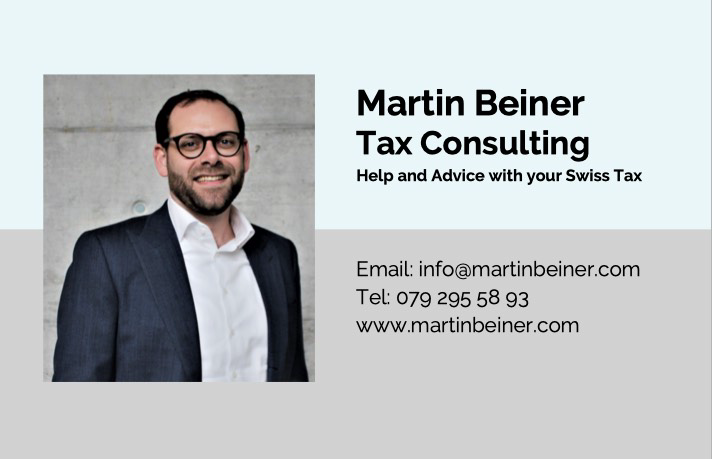 Martin Beiner
Tax Consulting
Help and Advice with your Swiss Tax
Email: info@martinbeiner.com
Tel: 079 295 58 93
www.martinbeiner.com